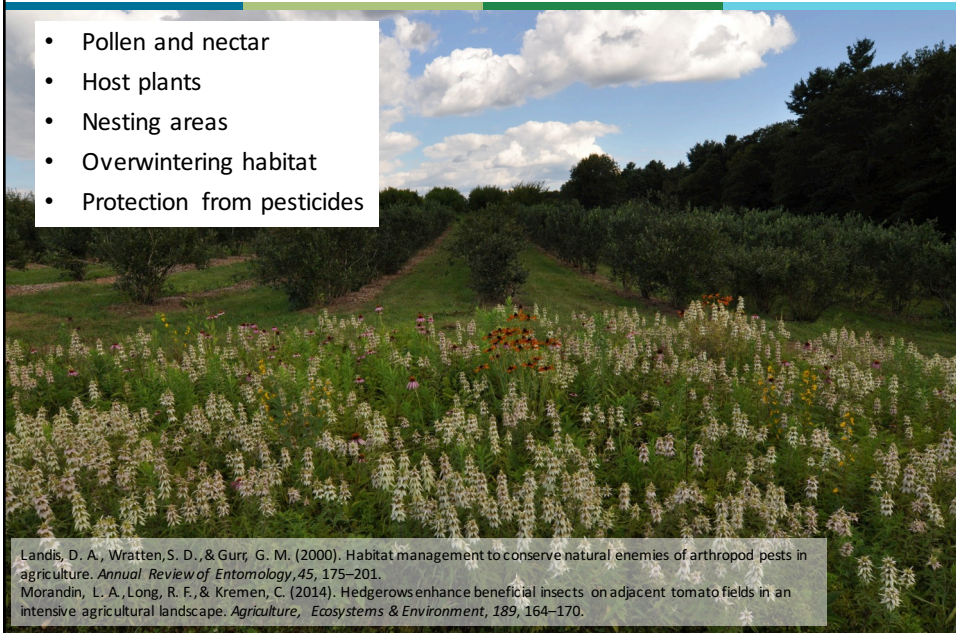 • Pollen and nectar
• Host plants
• Nesting areas
• Overwintering habitat
• Protection from pesticides
Landis, D. A., Wratten, S. D., & Gurr, G. M. (2000). Habitat management to conserve natural enemies of arthropod pests in
agriculture. Annual Review of Entomology, 45, 175–201.
Morandin, L. A., Long, R. F., & Kremen, C. (2014). Hedgerows enhance beneficial insects on adjacent tomato fields in an
intensive agricultural landscape. Agriculture, Ecosystems & Environment, 189, 164–170.